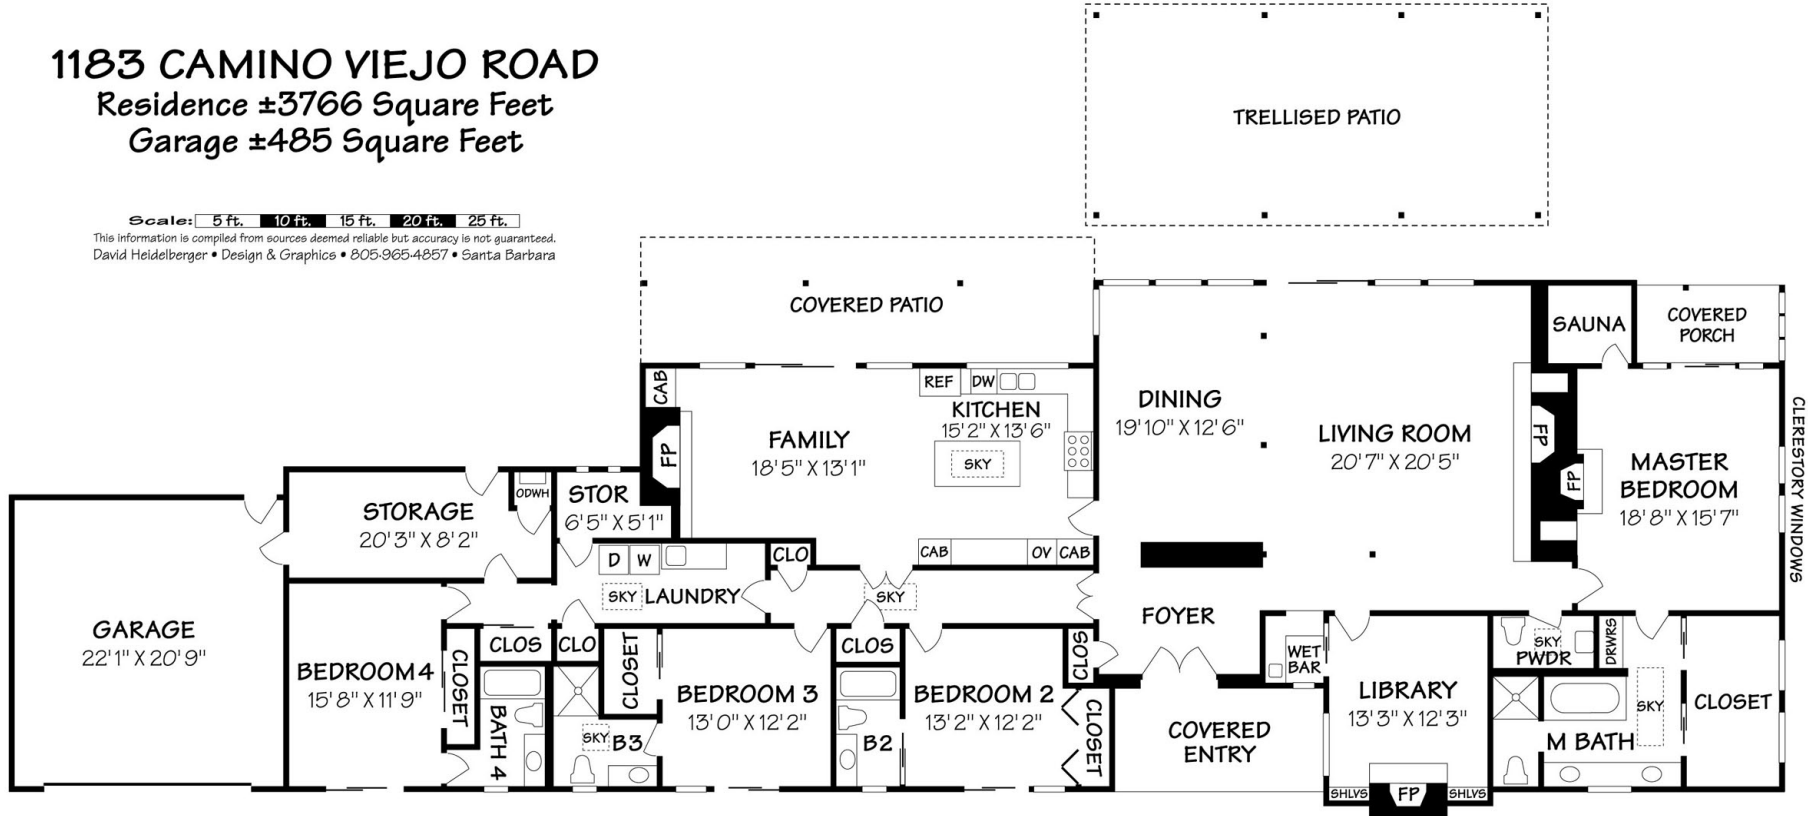 1183 CAMINO VIEJO ROAD
Residence ±3766 Square Feet
Garage ±485 Square Feet
Scale: 5 ft. 10 ft. 15 ft. 20 ft. 25 ft.
This information is compiled from sources deemed reliable but accuracy is not guaranteed.
David Heidelberger • Design & Graphics • 805•965•4857 • Santa Barbara
TRELLISED PATIO
COVERED PATIO
SAUNA
COVERED
PORCH
CAB
FP
FAMILY
18'5" X 13'1"
REF
DW
KITCHEN
15'2" X 13'6"
SKY
CAB
OV
CAB
DINING
19'10" X 12'6"
LIVING ROOM
20'7" X 20'5"
FP
FP
MASTER
BEDROOM
18'8" X 15'7"
CLERESTORY WINDOWS
STORAGE
20'3" X 8'2"
ODWH
STOR
6'5" X 5'1"
D
W
CLO
SKY
LAUNDRY
SKY
FOYER
GARAGE
22'1" X 20'9"
BEDROOM 4
15'8" X 11'9"
CLOSET
CLOS
BATH 4
CLO
CLOSET
SKY
B3
BEDROOM 3
13'0" X 12'2"
CLOS
B2
BEDROOM 2
13'2" X 12'2"
CLOS
CLOSET
COVERED
ENTRY
WET
BAR
LIBRARY
13'3" X 12'3"
SHLVS
FP
SHLVS
SKY
PWDR
DRWRS
SKY
M BATH
CLOSET